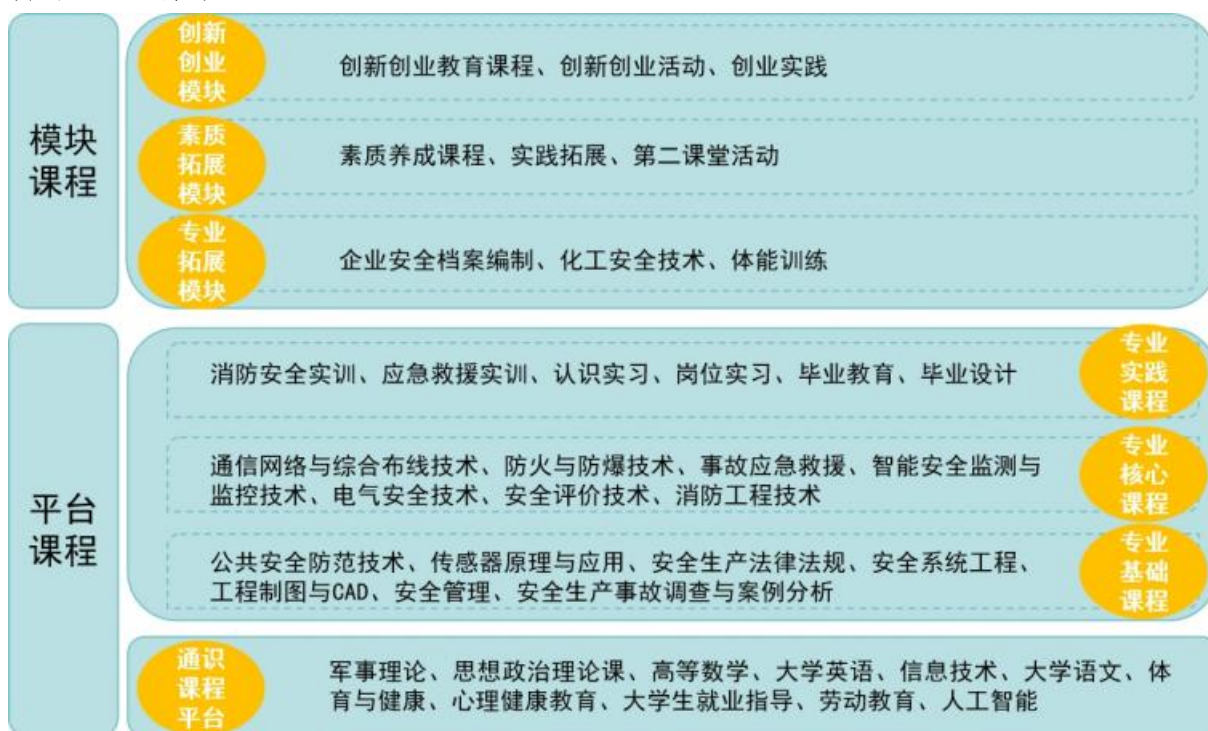 创新
创业
模块
创新创业教育课程、创新创业活动、创业实践
模块
课程
素质
拓展
模块
素质养成课程、实践拓展、第二课堂活动
专业
拓展
模块
企业安全档案编制、化工安全技术、体能训练
平台
课程
消防安全实训、应急救援实训、认识实习、岗位实习、毕业教育、毕业设计
专业
实践
课程
通信网络与综合布线技术、防火与防爆技术、事故应急救援、智能安全监测与
监控技术、电气安全技术、安全评价技术、消防工程技术
专业
核心
课程
公共安全防范技术、传感器原理与应用、安全生产法律法规、安全系统工程、
工程制图与CAD、安全管理、安全生产事故调查与案例分析
专业
基础
课程
通识
课程
平台
军事理论、思想政治理论课、高等数学、大学英语、信息技术、大学语文、体
育与健康、心理健康教育、大学生就业指导、劳动教育、人工智能